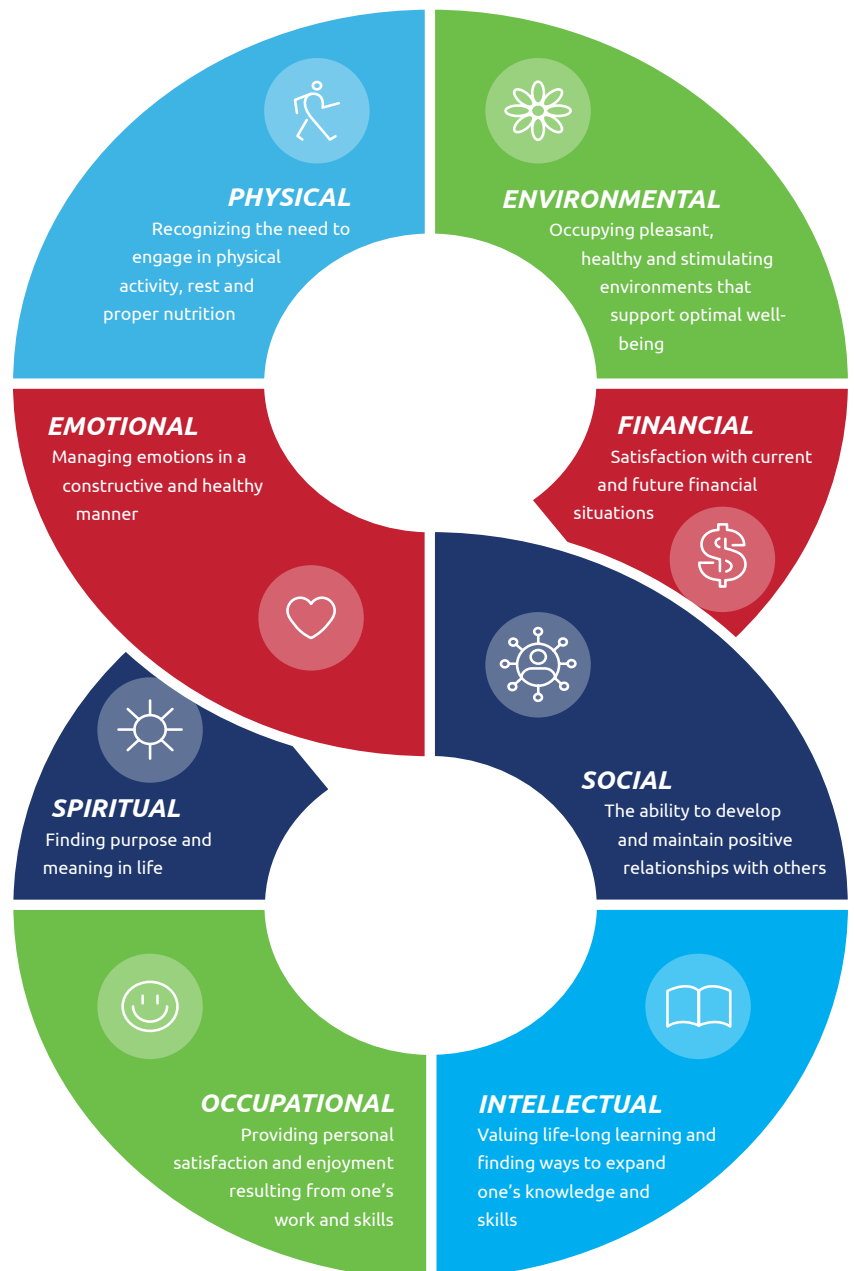 PHYSICAL
Recognizing the need to
engage in physical
activity, rest and
proper nutrition
ENVIRONMENTAL
Occupying pleasant,
healthy and stimulating
environments that
support optimal well-
being
EMOTIONAL
Managing emotions in a
constructive and healthy
manner
FINANCIAL
Satisfaction with current
and future financial
situations
SPIRITUAL
Finding purpose and
meaning in life
SOCIAL
The ability to develop
and maintain positive
relationships with others
OCCUPATIONAL
Providing personal
satisfaction and enjoyment
resulting from one’s
work and skills
INTELLECTUAL
Valuing life-long learning and
finding ways to expand
one’s knowledge and
skills